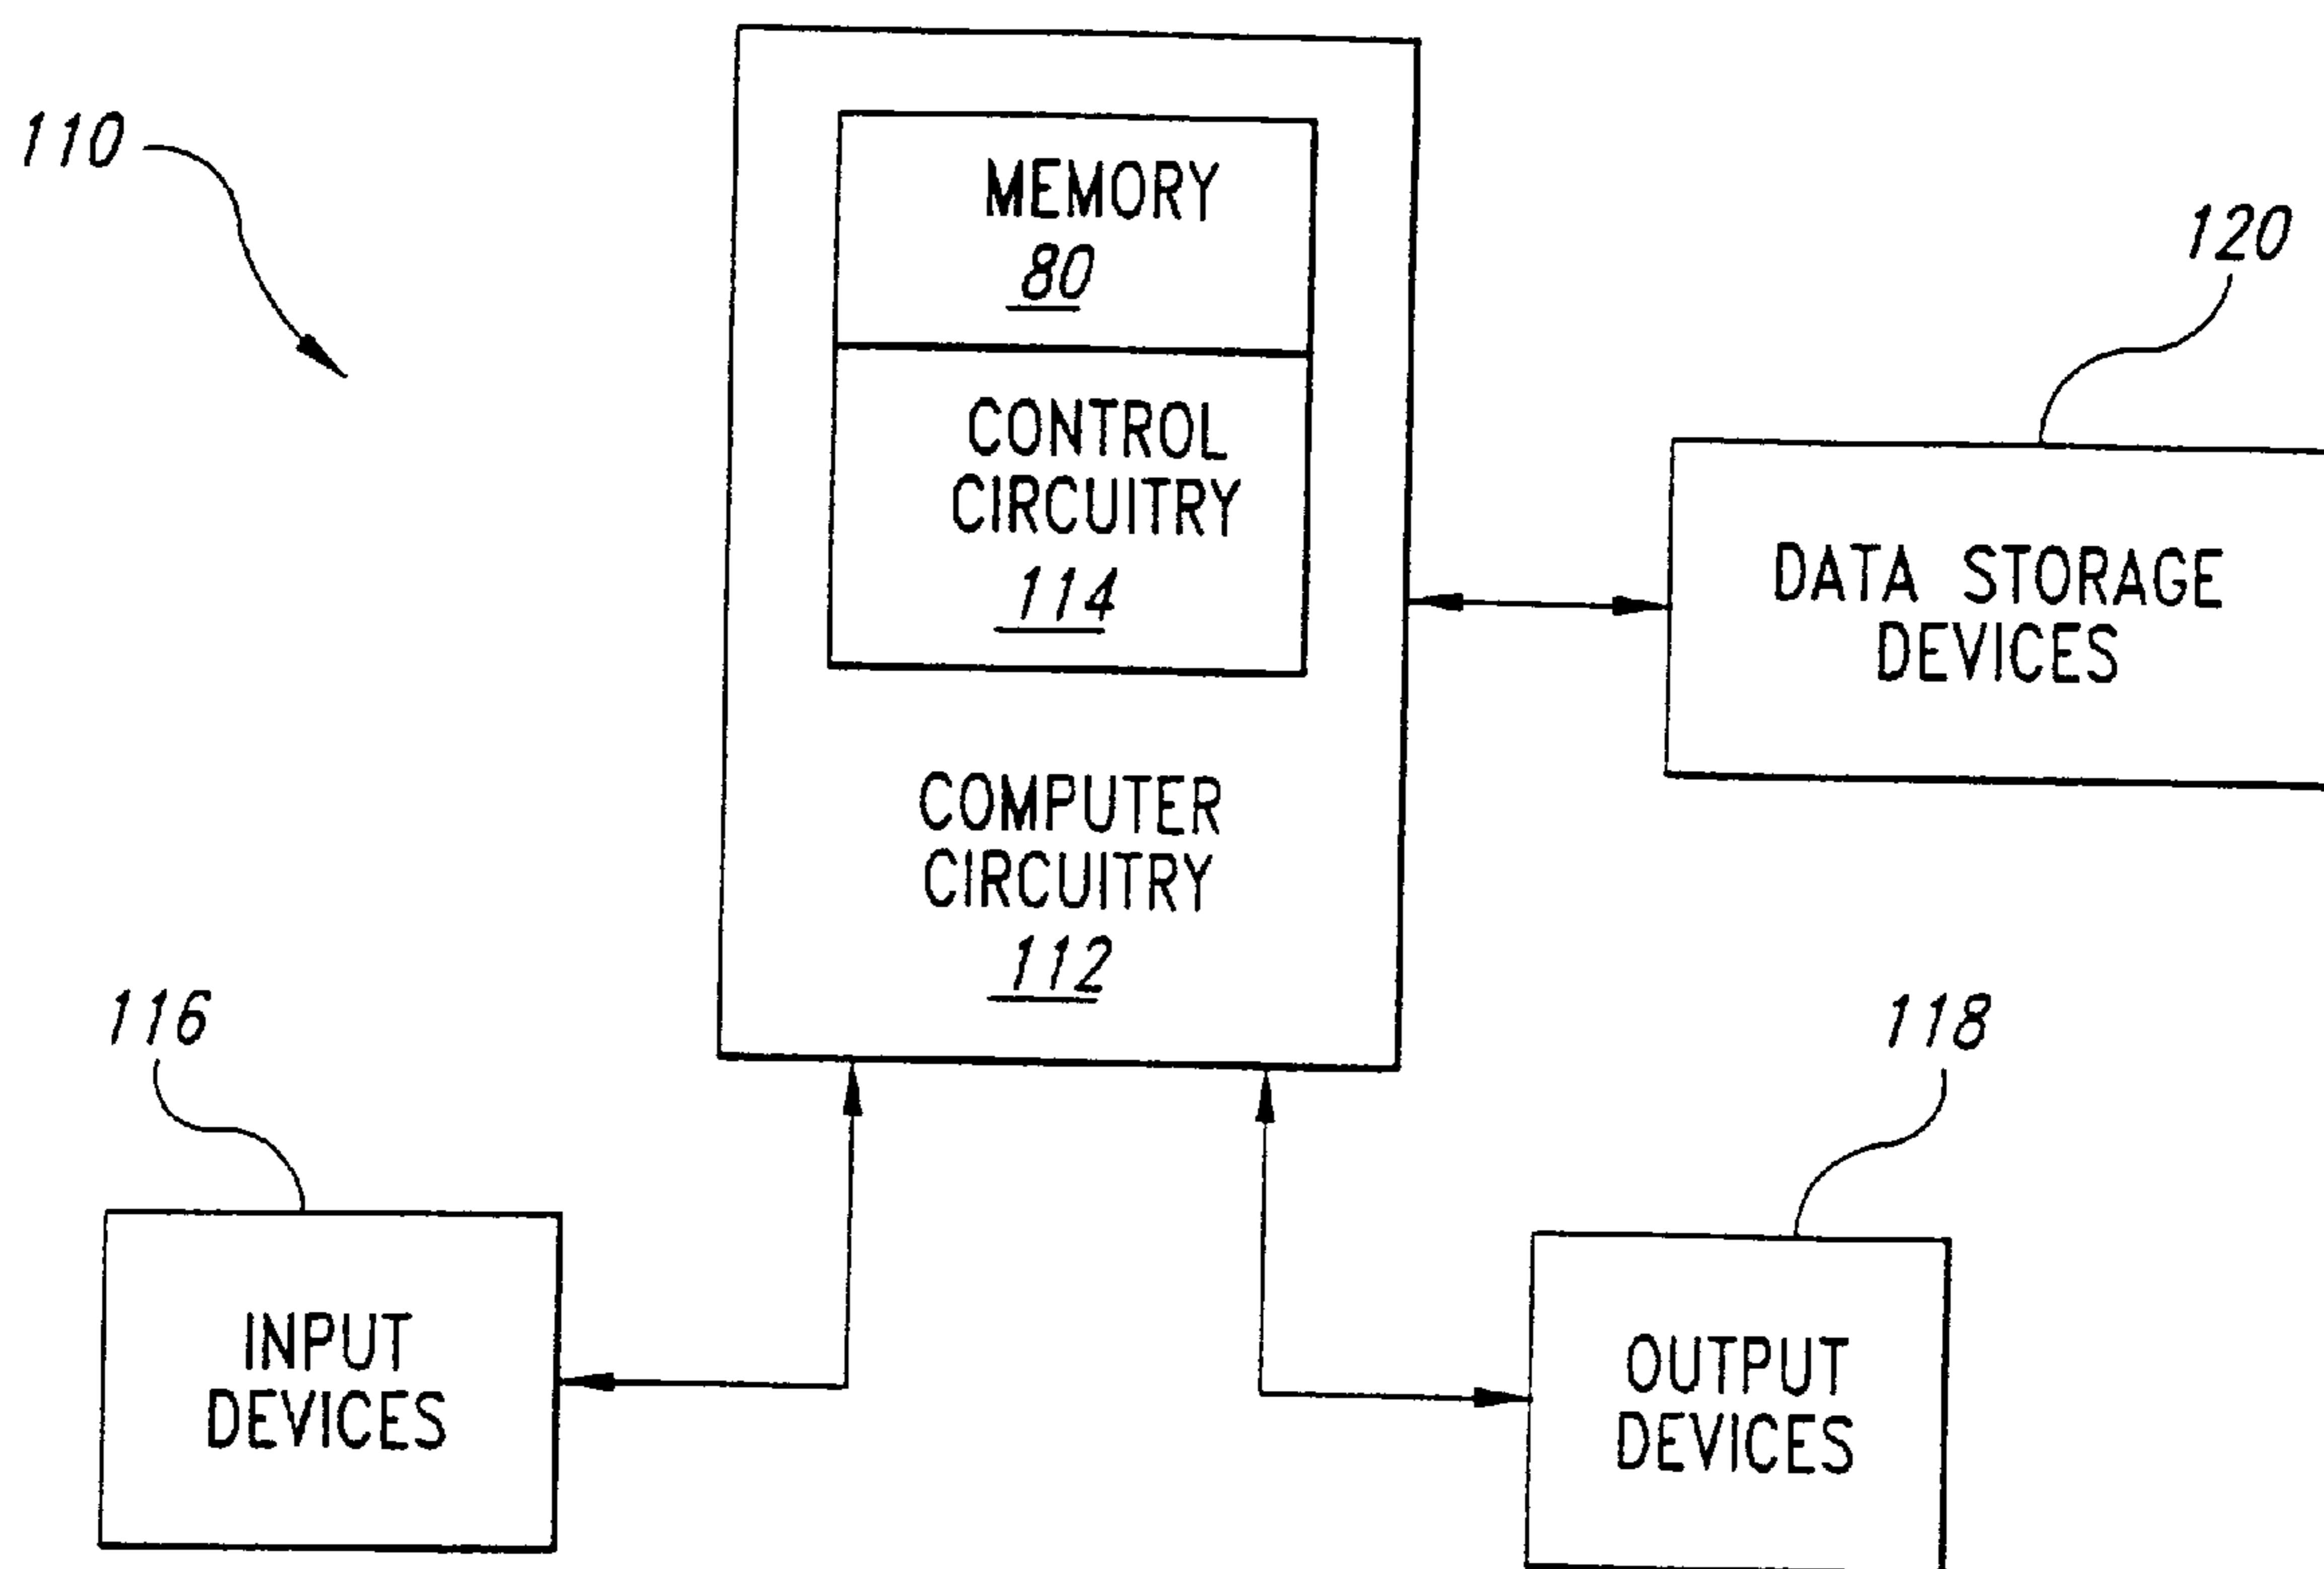 110
MEMORY
80
CONTROL
CIRCUITRY
114
120
DATA STORAGE
DEVICES
COMPUTER
CIRCUITRY
112
116
INPUT
DEVICES
118
OUTPUT
DEVICES